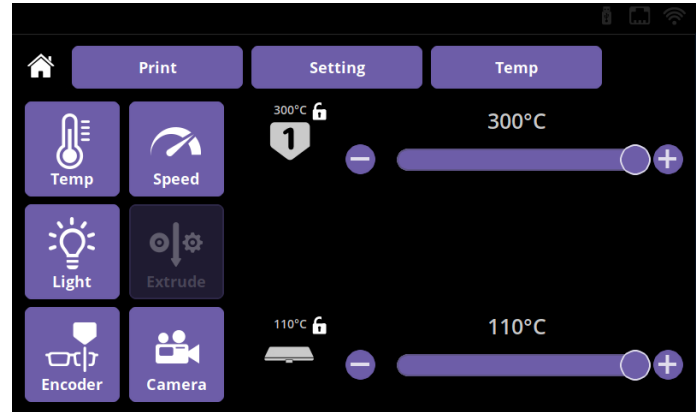 Print
Setting
Temp
300°C
1
300°C
Temp
Speed
Light
Extrude
110°C
110°C
Encoder
Camera